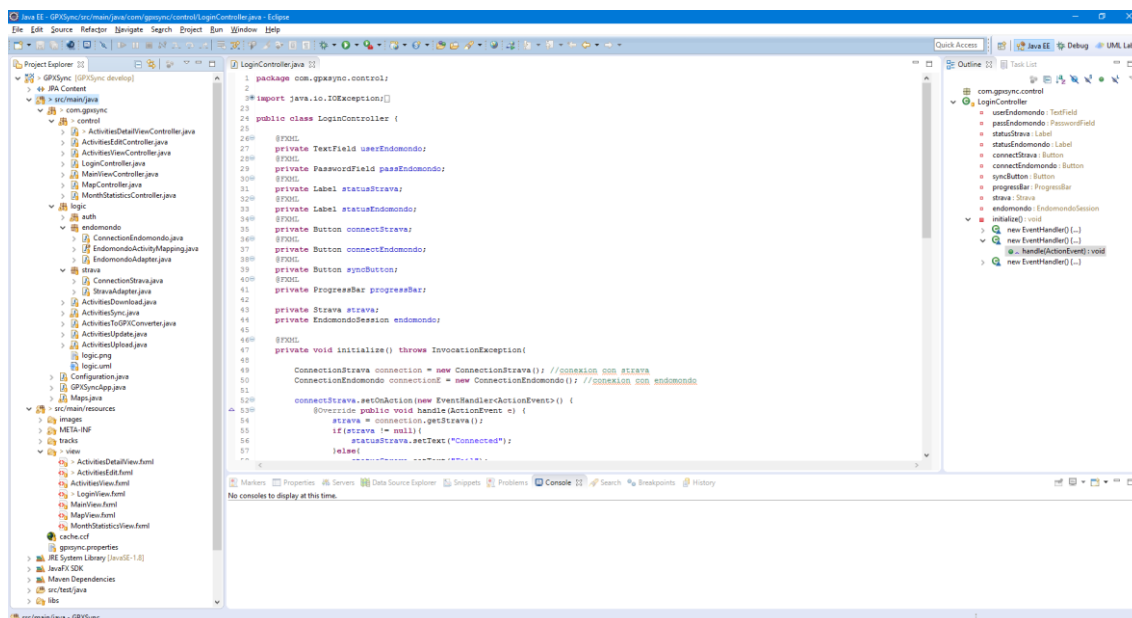 Java EE - GPXSync/src/main/java/com/gpxsync/control/LoginController.java - Eclipse
File Edit Source Refactor Navigate Search Project Run Window Help
Quick Access
Java EE
Debug
UML Lab
Project Explorer
> GPXSync [GPXSync develop]
JPA Content
> src/main/java
> com.gpxsync
> control
> ActivitiesDetailViewController.java
ActivitiesEditController.java
ActivitiesViewController.java
LoginController.java
MainViewController.java
MapController.java
MonthStatisticsController.java
logic
auth
endomondo
ConnectionEndomondo.java
EndomondoActivityMapping.java
EndomondoAdapter.java
strava
ConnectionStrava.java
StravaAdapter.java
ActivitiesDownload.java
ActivitiesSync.java
ActivitiesToGPXConverter.java
ActivitiesUpdate.java
ActivitiesUpload.java
logic.png
logic.uml
Configuration.java
GPXSyncApp.java
Maps.java
> src/main/resources
images
META-INF
tracks
> view
> ActivitiesDetailView.fxml
> ActivitiesEdit.fxml
ActivitiesView.fxml
> LoginView.fxml
MainView.fxml
MapView.fxml
MonthStatisticsView.fxml
cache.ccf
gpxsync.properties
JRE System Library [JavaSE-1.8]
JavaFX SDK
Maven Dependencies
src/test/java
libs
LoginController.java
1 package com.gpxsync.control;
2
3 import java.io.IOException;
23
24 public class LoginController {
25
26 @FXML
27 private TextField userEndomondo;
28 @FXML
29 private PasswordField passEndomondo;
30 @FXML
31 private Label statusStrava;
32 @FXML
33 private Label statusEndomondo;
34 @FXML
35 private Button connectStrava;
36 @FXML
37 private Button connectEndomondo;
38 @FXML
39 private Button syncButton;
40 @FXML
41 private ProgressBar progressBar;
42
43 private Strava strava;
44 private EndomondoSession endomondo;
45
46 @FXML
47 private void initialize() throws InvocationException{
48
49 ConnectionStrava connection = new ConnectionStrava(); //conexion con strava
50 ConnectionEndomondo connectionE = new ConnectionEndomondo(); //conexion con endomondo
51
52 connectStrava.setOnAction(new EventHandler<ActionEvent>() {
53 @Override public void handle(ActionEvent e) {
54 strava = connection.getStrava();
55 if(strava != null){
56 statusStrava.setText("Connected");
57 }else{
Outline
Task List
com.gpxsync.control
LoginController
userEndomondo : TextField
passEndomondo : PasswordField
statusStrava : Label
statusEndomondo : Label
connectStrava : Button
connectEndomondo : Button
syncButton : Button
progressBar : ProgressBar
strava : Strava
endomondo : EndomondoSession
initialize() : void
new EventHandler() {...}
new EventHandler() {...}
handle(ActionEvent) : void
new EventHandler() {...}
Markers Properties Servers Data Source Explorer Snippets Problems Console Search Breakpoints History
No consoles to display at this time.
src/main/java - GPXSync